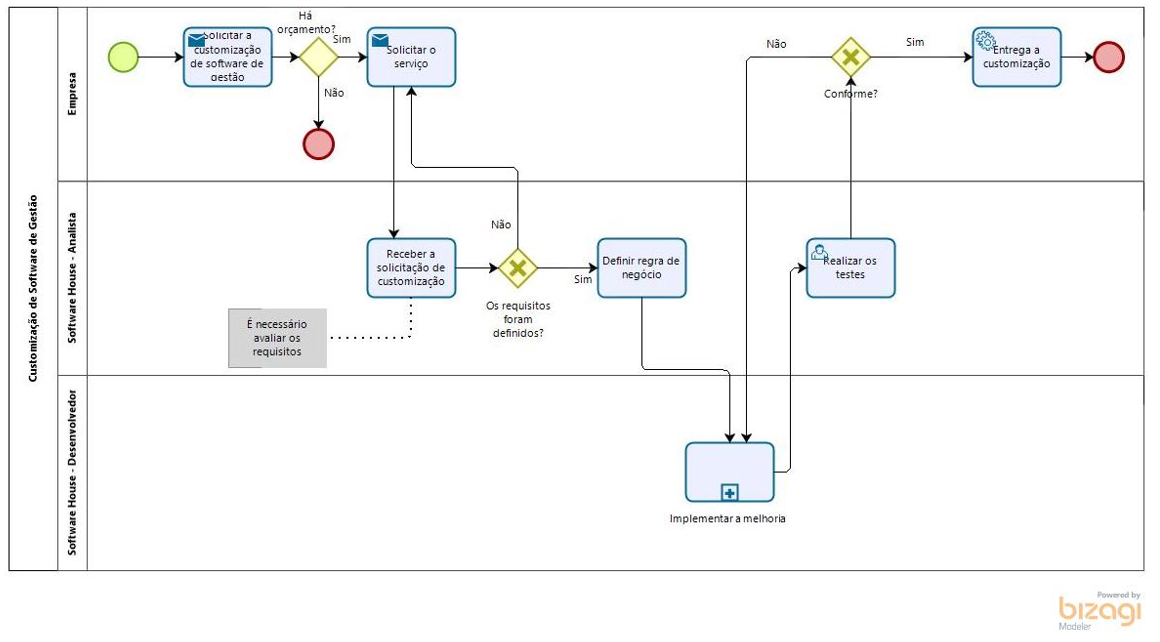 Customização de Software de Gestão
Empresa
Solicitar a
customização
de software de
gestão
Há
orçamento?
Sim
Não
Solicitar o
serviço
Não
Conforme?
Sim
Entrega a
customização
Software House - Analista
Receber a
solicitação de
customização
É necessário
avaliar os
requisitos
Não
Os requisitos
foram
definidos?
Sim
Definir regra de
negócio
Realizar os
testes
Software House - Desenvolvedor
Implementar a melhoria
Powered by
bizagi
Modeler